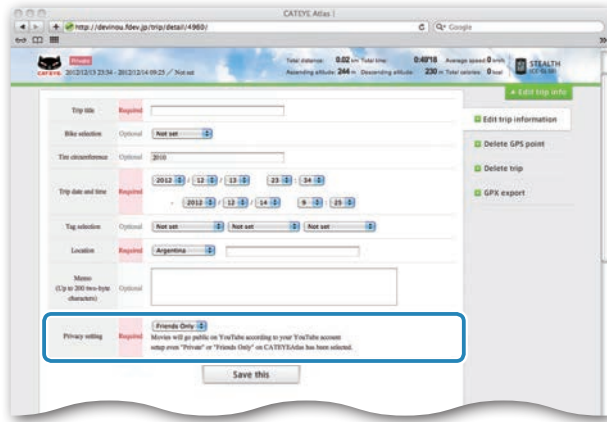 CATEYE Atlas |
http://devinou.fdev.jp/trip/detail/4980/
Google
CATEYE
Private
2012/12/13 23:34 - 2012/12/14 09:25 / Not set
Total distance: 0.02 km Total time: 0:40'18 Average speed 0 km/h
Ascending altitude: 244 m Descending altitude: 230 m Total calories: 0 kcal
STEALTH
Edit trip info
Trip title Required
Edit trip information
Bike selection Optional Not set
Delete GPS point
Tire circumference Optional 2010
Delete trip
Trip date and time Required 2012 / 12 / 13 23 : 34
- 2012 / 12 / 14 9 : 25
GPX export
Tag selection Optional Not set Not set Not set
Location Required Argentina
Memo
(Up to 200 two-byte
characters)
Optional
Privacy setting Required Friends Only
Movies will go public on YouTube according to your YouTube account
setup even "Private" or "Friends Only" on CATEYEAtlas has been selected.
Save this